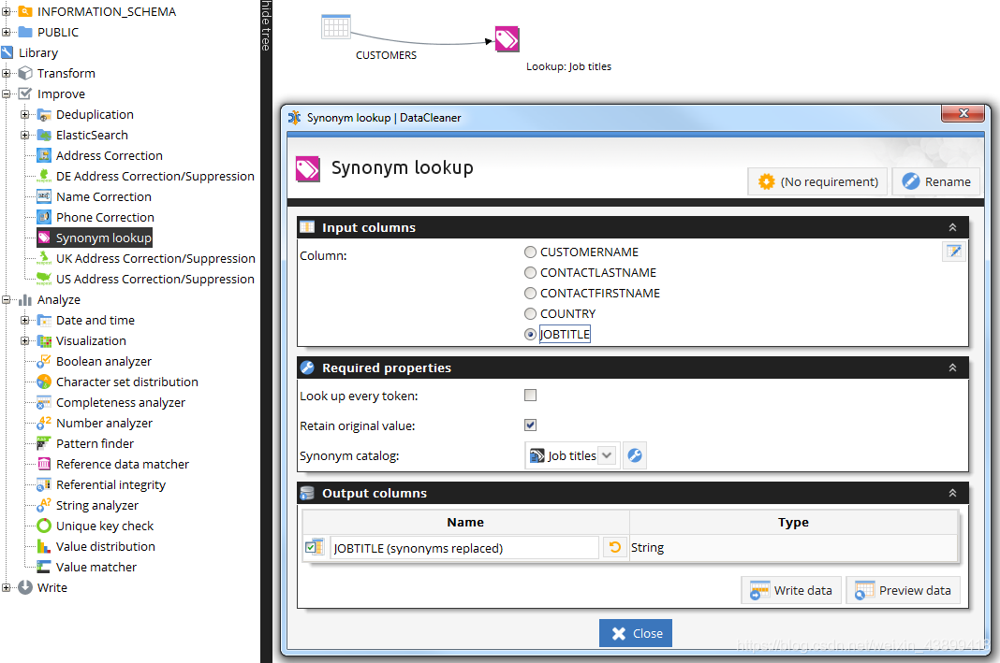 INFORMATION_SCHEMA
PUBLIC
Library
Transform
Improve
Deduplication
ElasticSearch
Address Correction
DE Address Correction/Suppression
Name Correction
Phone Correction
Synonym lookup
UK Address Correction/Suppression
US Address Correction/Suppression
Analyze
Date and time
Visualization
Boolean analyzer
Character set distribution
Completeness analyzer
Number analyzer
Pattern finder
Reference data matcher
Referential integrity
String analyzer
Unique key check
Value distribution
Value matcher
Write
hide tree
CUSTOMERS
Lookup: Job titles
Synonym lookup | DataCleaner
Synonym lookup
(No requirement) Rename
Input columns
Column:
CUSTOMERNAME
CONTACTLASTNAME
CONTACTFIRSTNAME
COUNTRY
JOBTITLE
Required properties
Look up every token:
Retain original value:
Synonym catalog: Job titles
Output columns
Name Type
JOBTITLE (synonyms replaced) String
Write data Preview data
Close